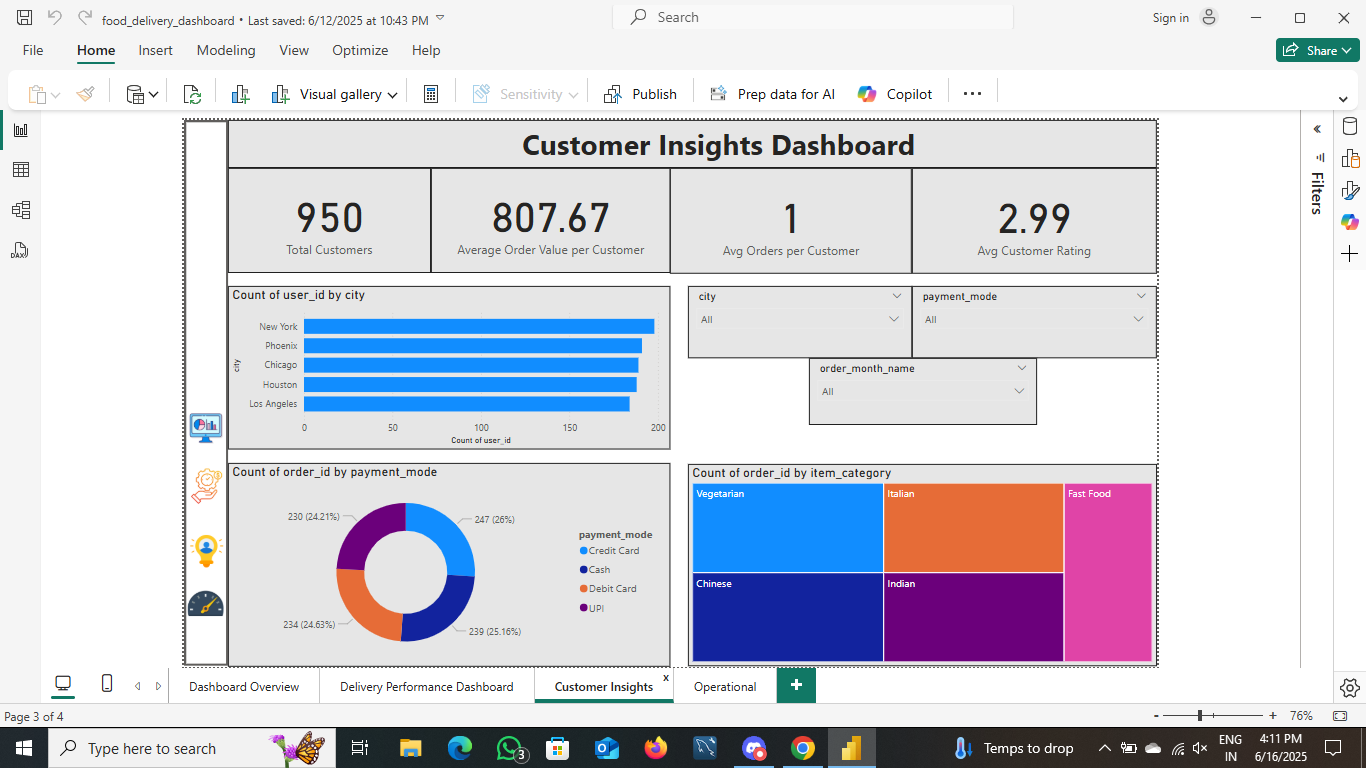 food_delivery_dashboard • Last saved: 6/12/2025 at 10:43 PM
Search
Sign in
File Home Insert Modeling View Optimize Help
Share
Visual gallery
Sensitivity
Publish
Prep data for AI
Copilot
Customer Insights Dashboard
950
Total Customers
807.67
Average Order Value per Customer
1
Avg Orders per Customer
2.99
Avg Customer Rating
Filters
DAX
Count of user_id by city
city
New York
Phoenix
Chicago
Houston
Los Angeles
0 50 100 150 200
Count of user_id
city
All
payment_mode
All
order_month_name
All
Count of order_id by payment_mode
230 (24.21%)
247 (26%)
234 (24.63%)
239 (25.16%)
payment_mode
Credit Card
Cash
Debit Card
UPI
Count of order_id by item_category
Vegetarian
Italian
Fast Food
Chinese
Indian
Dashboard Overview
Delivery Performance Dashboard
Customer Insights
x
Operational
+
Page 3 of 4
- + 76%
Type here to search
3
Temps to drop
ENG
IN
4:11 PM
6/16/2025